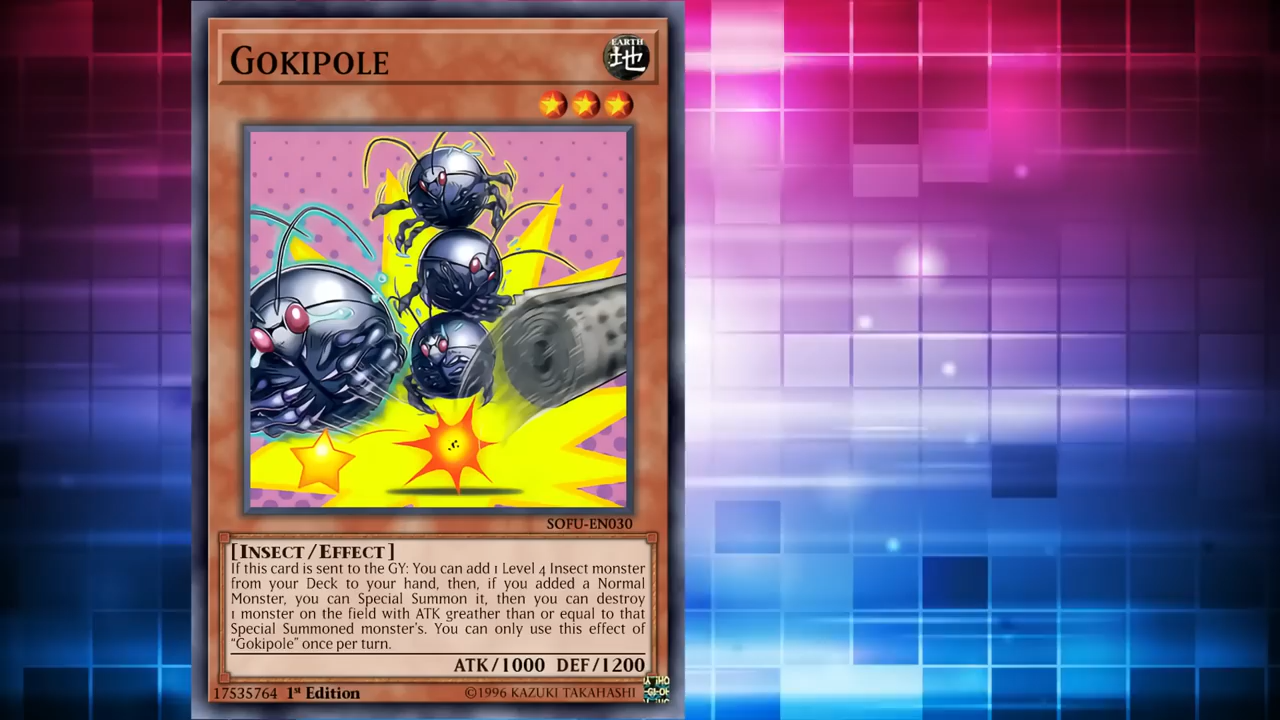 GOKIPOLE
EARTH
地
SOFU-EN030
[INSECT/EFFECT]
If this card is sent to the GY: You can add 1 Level 4 Insect monster
from your Deck to your hand, then, if you added a Normal
Monster, you can Special Summon it, then you can destroy
1 monster on the field with ATK greather than or equal to that
Special Summoned monster's. You can only use this effect of
"Gokipole" once per turn.
ATK/1000 DEF/1200
17535764 1st Edition
©1996 KAZUKI TAKAHASHI